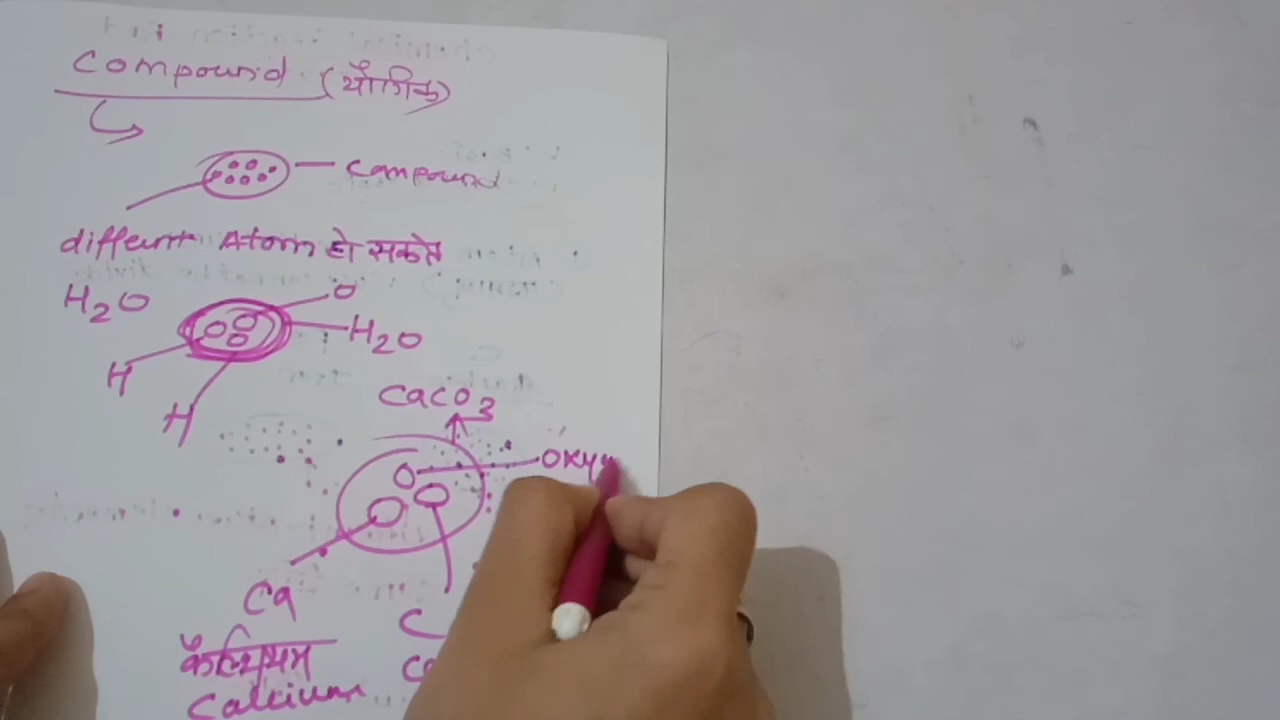 Compound (यौगिक)
Compound
different Atom हो सकते
H2O
O
H2O
H
H
CaCO3
Oxy
Ca
C
कैल्शियम
Calcium